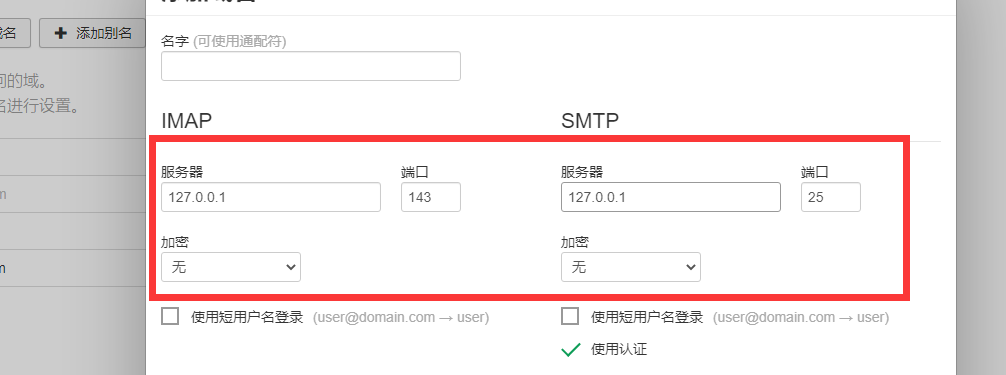 名字 (可使用通配符)
添加别名
问的域。
名进行设置。
IMAP SMTP
服务器 端口 服务器 端口
127.0.0.1 143 127.0.0.1 25
加密 加密
无 无
使用短用户名登录 (user@domain.com → user) 使用短用户名登录 (user@domain.com → user)
使用认证